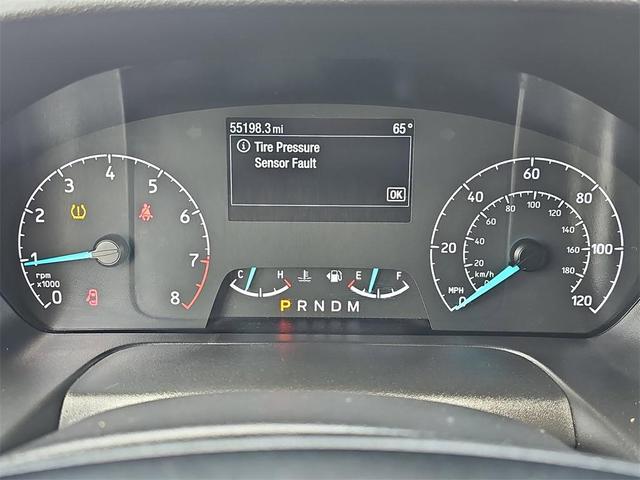 55198.3 mi 65°
Tire Pressure
Sensor Fault
OK
0 1 2 3 4 5 6 7 8
rpm
x1000
C H
E F
P R N D M
0 20 40 60 80 100 120
MPH
0 20 40 60 80 100 120 140 160 180
km/h